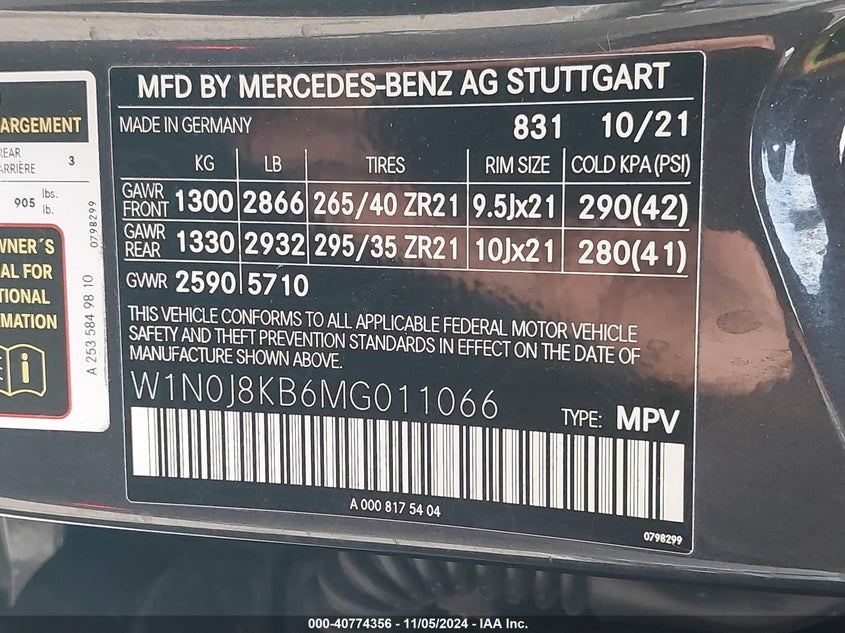 ARGEMENT
REAR
ARRIÈRE 3
905 lbs.
lb.
0798299
WNER´S
AL FOR
TIONAL
RMATION
A 253 584 98 10
MFD BY MERCEDES-BENZ AG STUTTGART
MADE IN GERMANY 831 10/21
KG LB TIRES RIM SIZE COLD KPA(PSI)
GAWR FRONT 1300 2866 265/40 ZR21 9.5Jx21 290(42)
GAWR REAR 1330 2932 295/35 ZR21 10Jx21 280(41)
GVWR 2590 5710
THIS VEHICLE CONFORMS TO ALL APPLICABLE FEDERAL MOTOR VEHICLE
SAFETY AND THEFT PREVENTION STANDARDS IN EFFECT ON THE DATE OF
MANUFACTURE SHOWN ABOVE.
W1N0J8KB6MG011066
TYPE: MPV
A 000 817 54 04
0798299
000-40774356 - 11/05/2024 - IAA Inc.